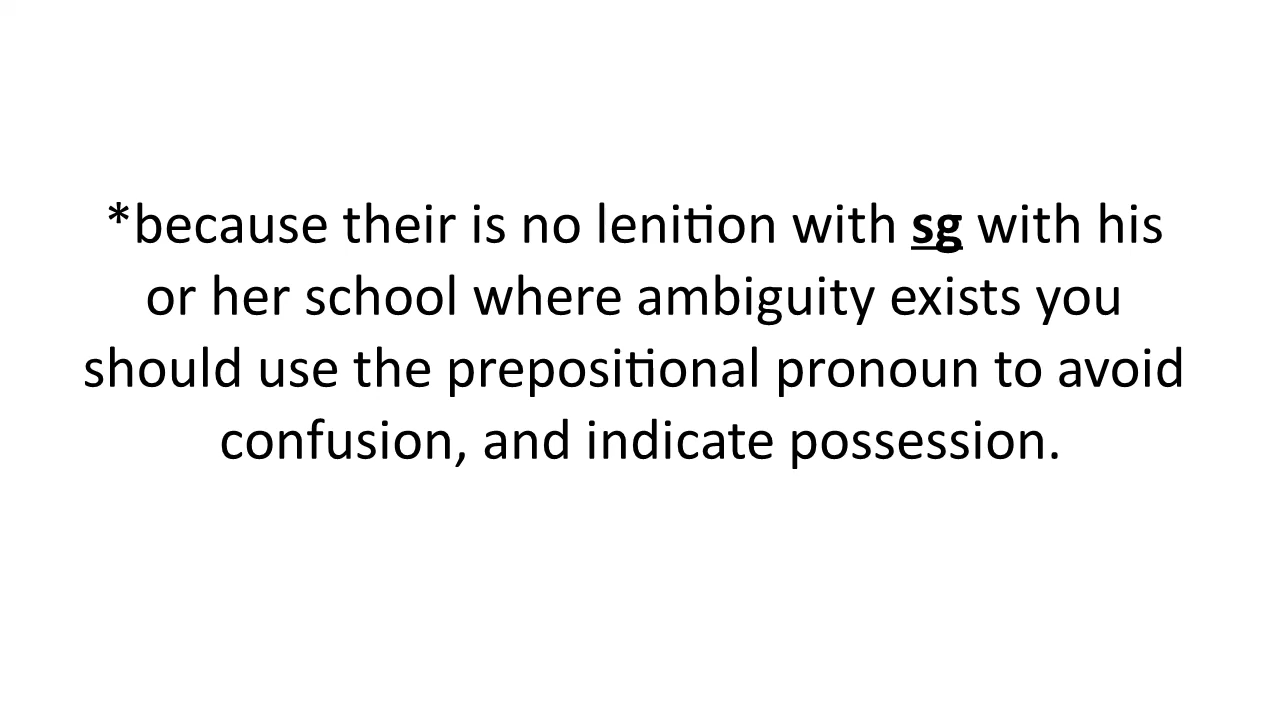 *because their is no lenition with sg with his
or her school where ambiguity exists you
should use the prepositional pronoun to avoid
confusion, and indicate possession.